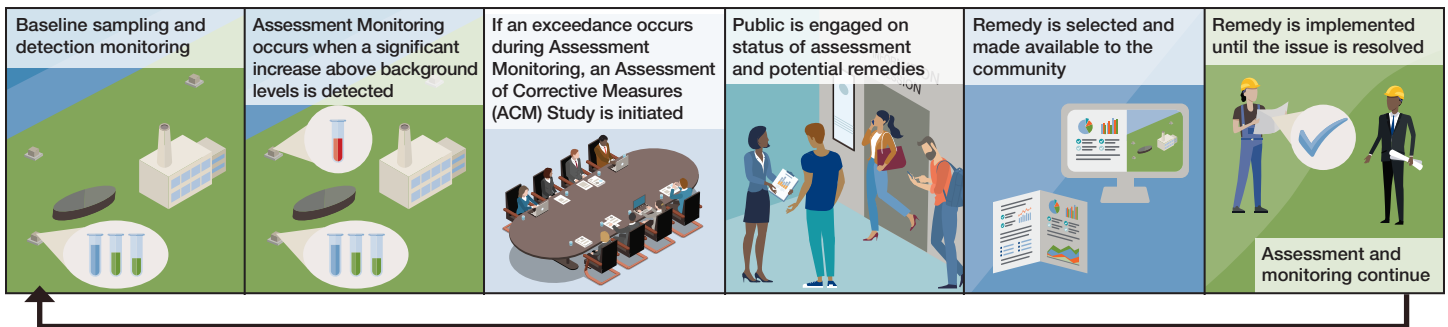 Baseline sampling and
detection monitoring
Assessment Monitoring
occurs when a significant
increase above background
levels is detected
If an exceedance occurs
during Assessment
Monitoring, an Assessment
of Corrective Measures
(ACM) Study is initiated
Public is engaged on
status of assessment
and potential remedies
Remedy is selected and
made available to the
community
Remedy is implemented
until the issue is resolved
Assessment and
monitoring continue